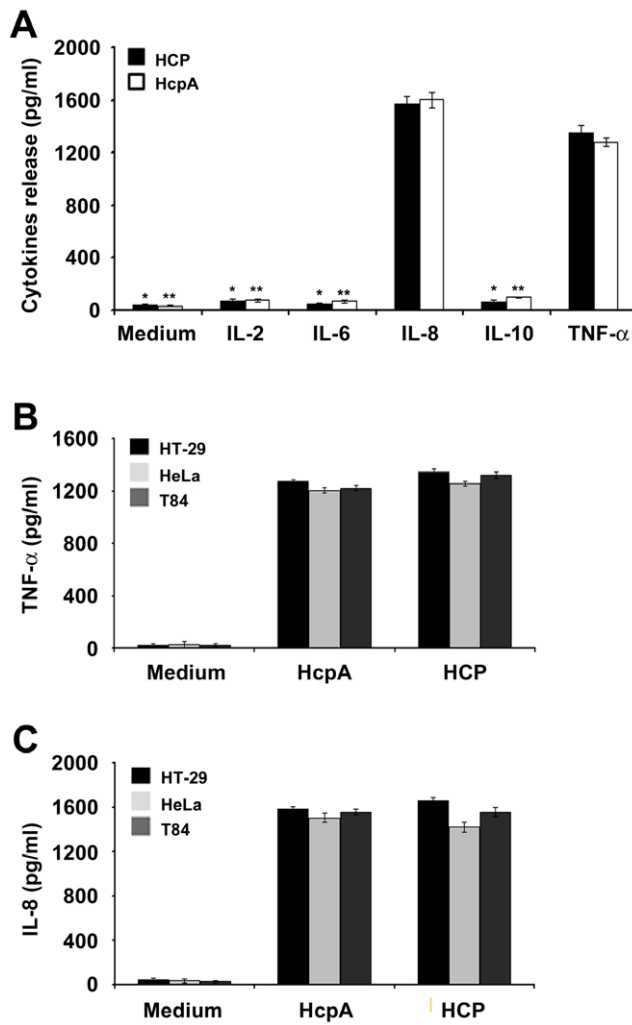 A
2000
1600
1200
800
400
0
Cytokines release (pg/ml)
HCP
HcpA
* ** * ** * ** * **
Medium IL-2 IL-6 IL-8 IL-10 TNF-α
B
1600
1200
800
400
0
TNF-α (pg/ml)
HT-29
HeLa
T84
Medium HcpA HCP
C
2000
1600
1200
800
400
0
IL-8 (pg/ml)
HT-29
HeLa
T84
Medium HcpA HCP